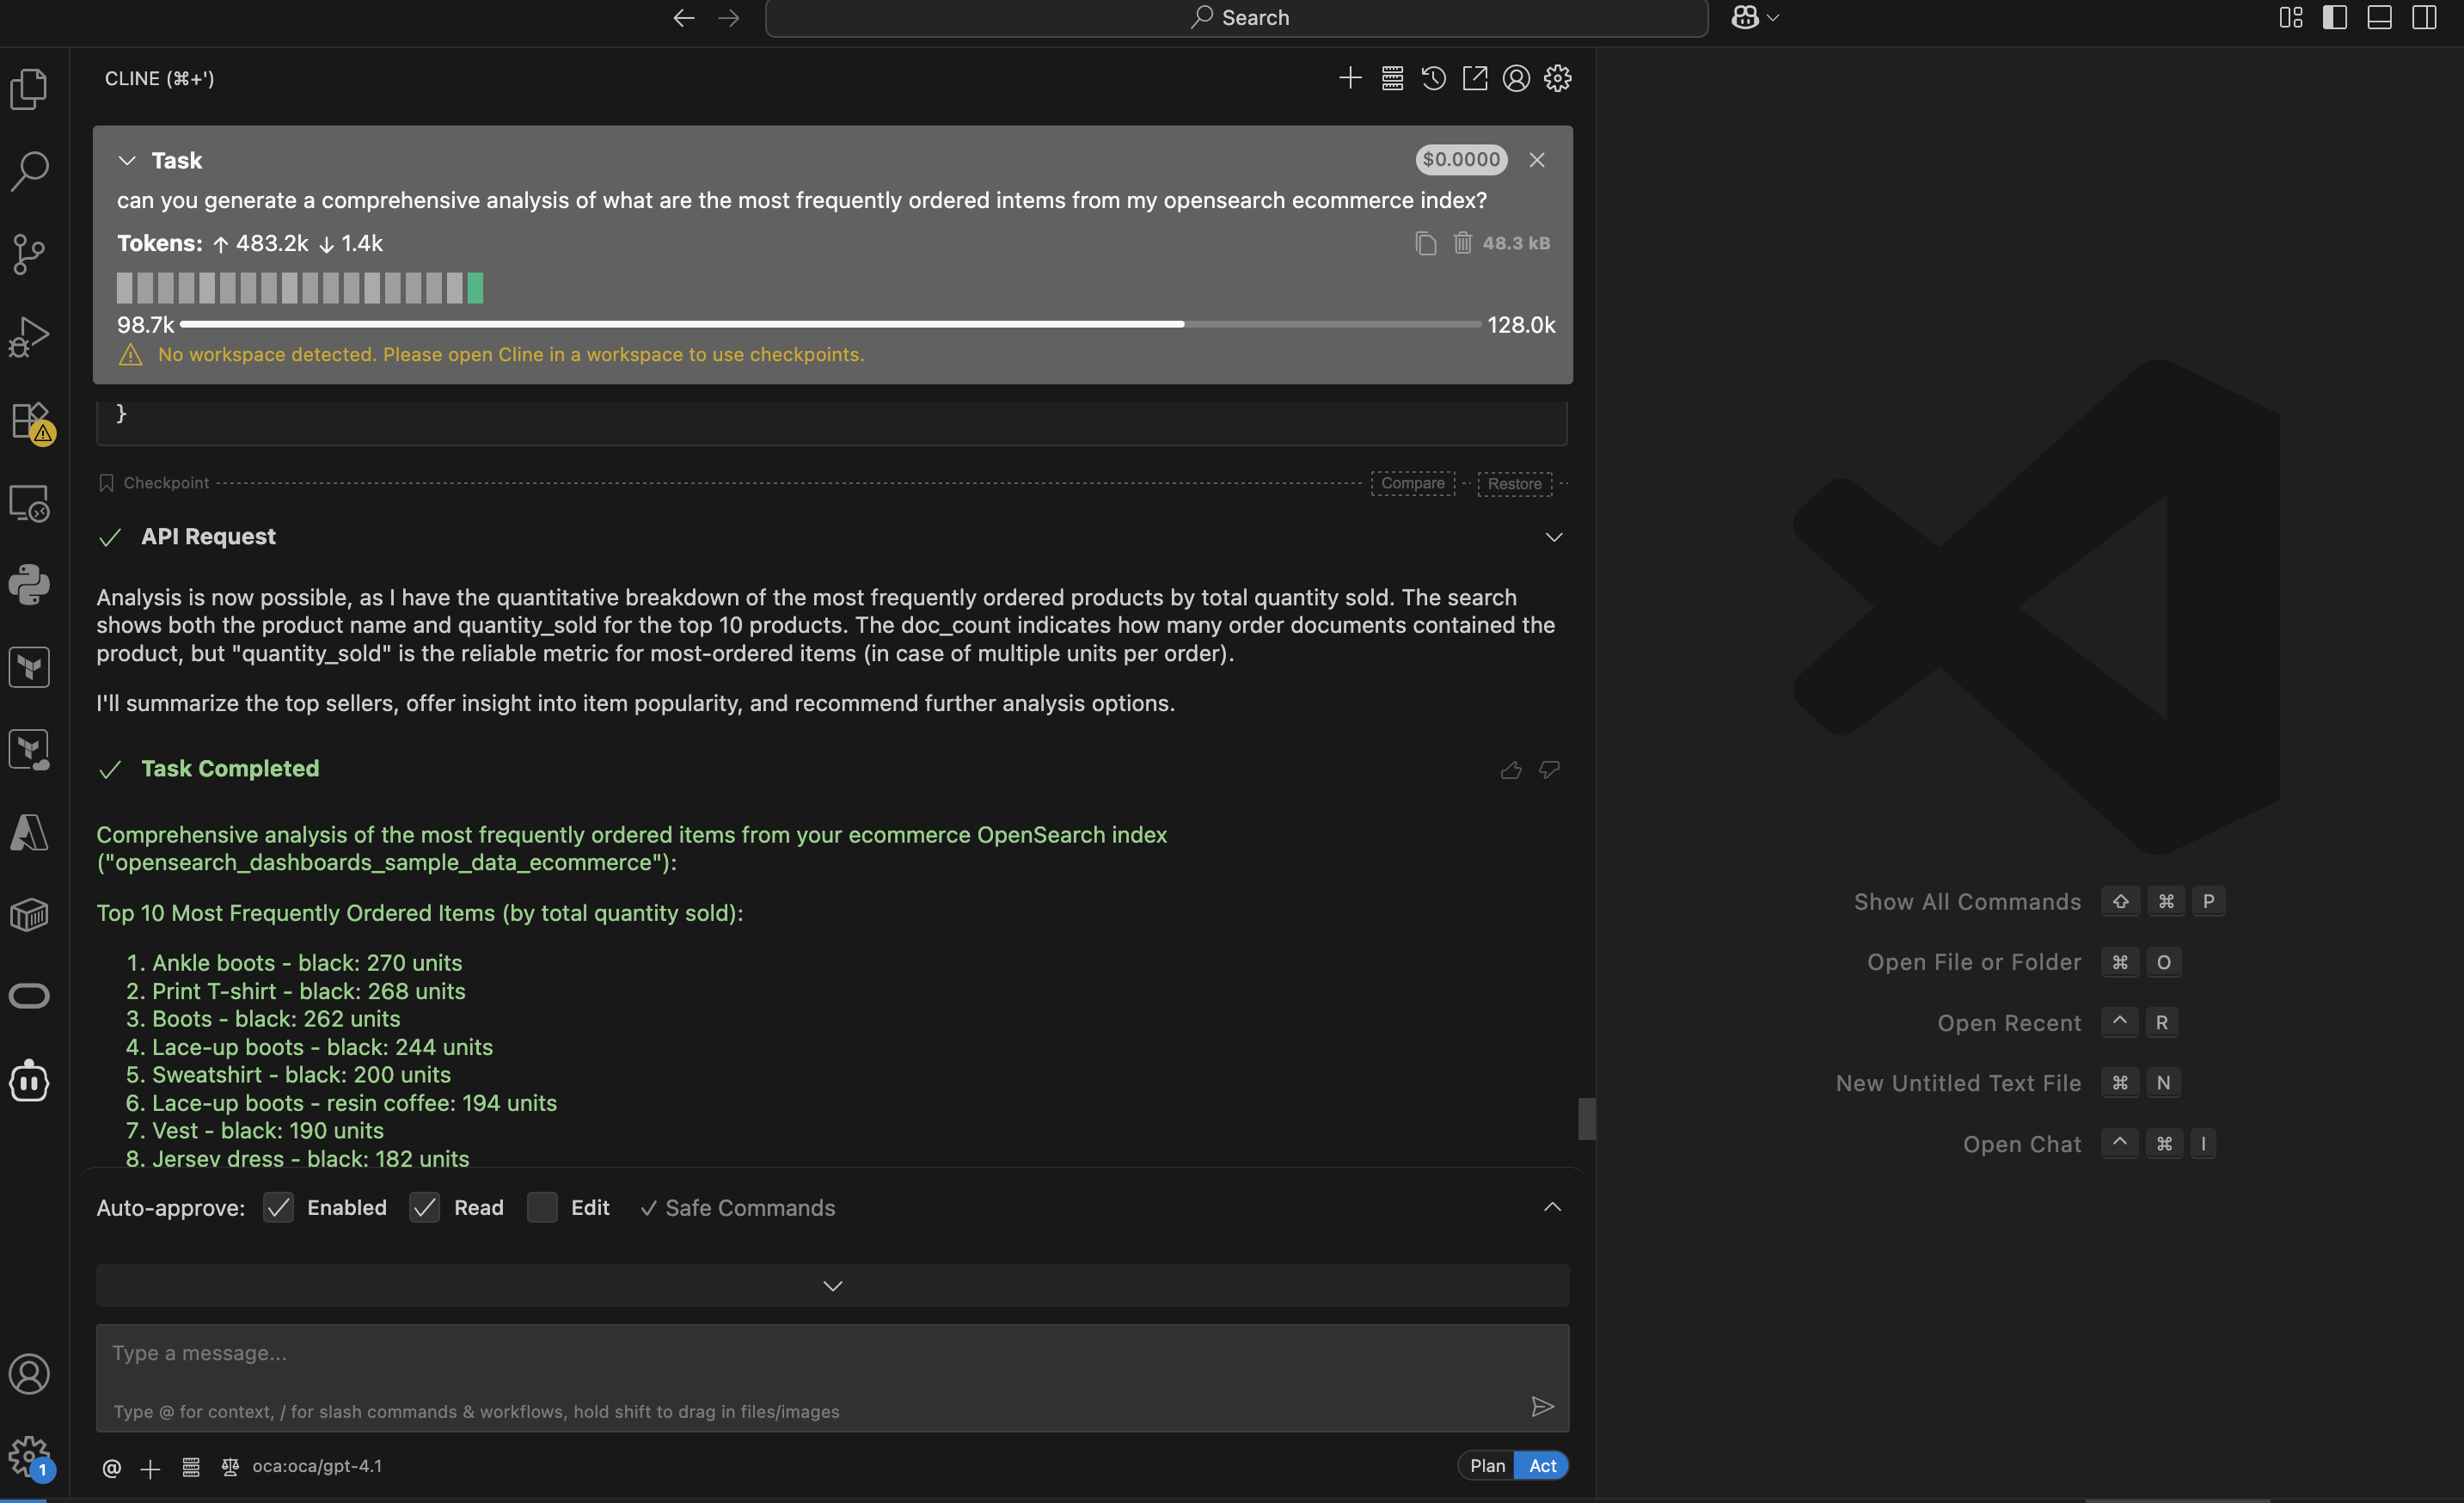 Search
CLINE (⌘+')
Task
$0.0000
can you generate a comprehensive analysis of what are the most frequently ordered intems from my opensearch ecommerce index?
Tokens: ↑ 483.2k ↓ 1.4k
48.3 kB
98.7k
128.0k
No workspace detected. Please open Cline in a workspace to use checkpoints.
}
Checkpoint
Compare
Restore
API Request
Analysis is now possible, as I have the quantitative breakdown of the most frequently ordered products by total quantity sold. The search
shows both the product name and quantity_sold for the top 10 products. The doc_count indicates how many order documents contained the
product, but "quantity_sold" is the reliable metric for most-ordered items (in case of multiple units per order).
I'll summarize the top sellers, offer insight into item popularity, and recommend further analysis options.
Task Completed
Comprehensive analysis of the most frequently ordered items from your ecommerce OpenSearch index
("opensearch_dashboards_sample_data_ecommerce"):
Top 10 Most Frequently Ordered Items (by total quantity sold):
1. Ankle boots - black: 270 units
2. Print T-shirt - black: 268 units
3. Boots - black: 262 units
4. Lace-up boots - black: 244 units
5. Sweatshirt - black: 200 units
6. Lace-up boots - resin coffee: 194 units
7. Vest - black: 190 units
8. Jersey dress - black: 182 units
Auto-approve: Enabled Read Edit ✓ Safe Commands
Type a message...
Type @ for context, / for slash commands & workflows, hold shift to drag in files/images
@ + oca:oca/gpt-4.1
Plan Act
1
Show All Commands ⇧ ⌘ P
Open File or Folder ⌘ O
Open Recent ^ R
New Untitled Text File ⌘ N
Open Chat ^ ⌘ I